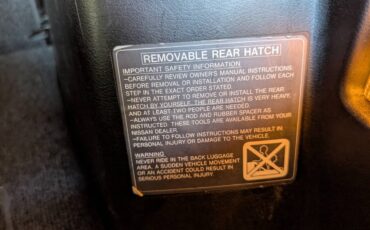 REMOVABLE REAR HATCH
IMPORTANT SAFETY INFORMATION
–CAREFULLY REVIEW OWNER'S MANUAL INSTRUCTIONS
BEFORE REMOVAL OR INSTALLATION AND FOLLOW EACH
STEP IN THE EXACT ORDER STATED.
–NEVER ATTEMPT TO REMOVE OR INSTALL THE REAR
HATCH BY YOURSELF. THE REAR HATCH IS VERY HEAVY,
AND AT LEAST TWO PEOPLE ARE NEEDED.
–ALWAYS USE THE ROD AND RUBBER SPACER AS
INSTRUCTED. THESE TOOLS ARE AVAILABLE FROM YOUR
NISSAN DEALER.
–FAILURE TO FOLLOW INSTRUCTIONS MAY RESULT IN
PERSONAL INJURY OR DAMAGE TO THE VEHICLE.
WARNING
NEVER RIDE IN THE BACK LUGGAGE
AREA. A SUDDEN VEHICLE MOVEMENT
OR AN ACCIDENT COULD RESULT IN
SERIOUS PERSONAL INJURY.